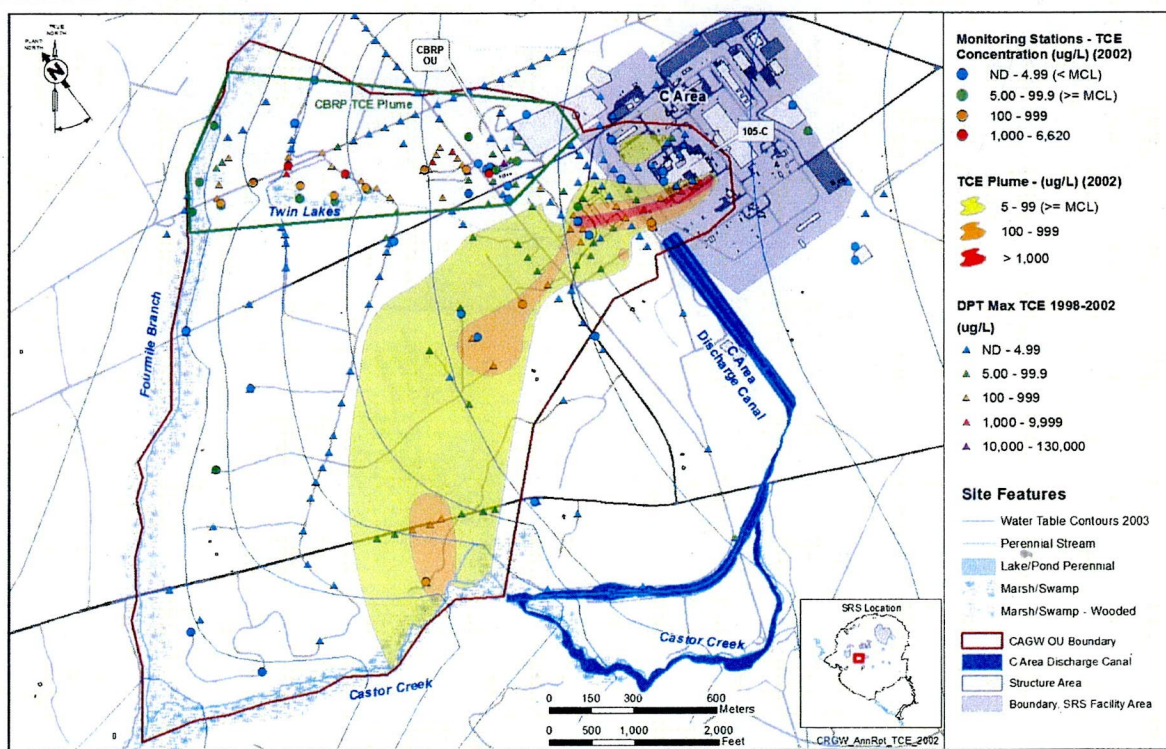 TRUE
NORTH
PLANT
NORTH
N
CBRP
OU
CBRP TCE Plume
C Area
105-C
Twin Lakes
Fourmile Branch
C Area
Discharge Canal
Castor Creek
Castor Creek
0 150 300 600
Meters
0 500 1,000 2,000
Feet
SRS Location
CRGW_AnnRpt_TCE_2002
Monitoring Stations - TCE
Concentration (ug/L) (2002)
ND - 4.99 (< MCL)
5.00 - 99.9 (>= MCL)
100 - 999
1,000 - 6,620
TCE Plume - (ug/L) (2002)
5 - 99 (>= MCL)
100 - 999
> 1,000
DPT Max TCE 1998-2002
(ug/L)
ND - 4.99
5.00 - 99.9
100 - 999
1,000 - 9,999
10,000 - 130,000
Site Features
Water Table Contours 2003
Perennial Stream
Lake/Pond Perennial
Marsh/Swamp
Marsh/Swamp - Wooded
CAGW OU Boundary
C Area Discharge Canal
Structure Area
Boundary, SRS Facility Area